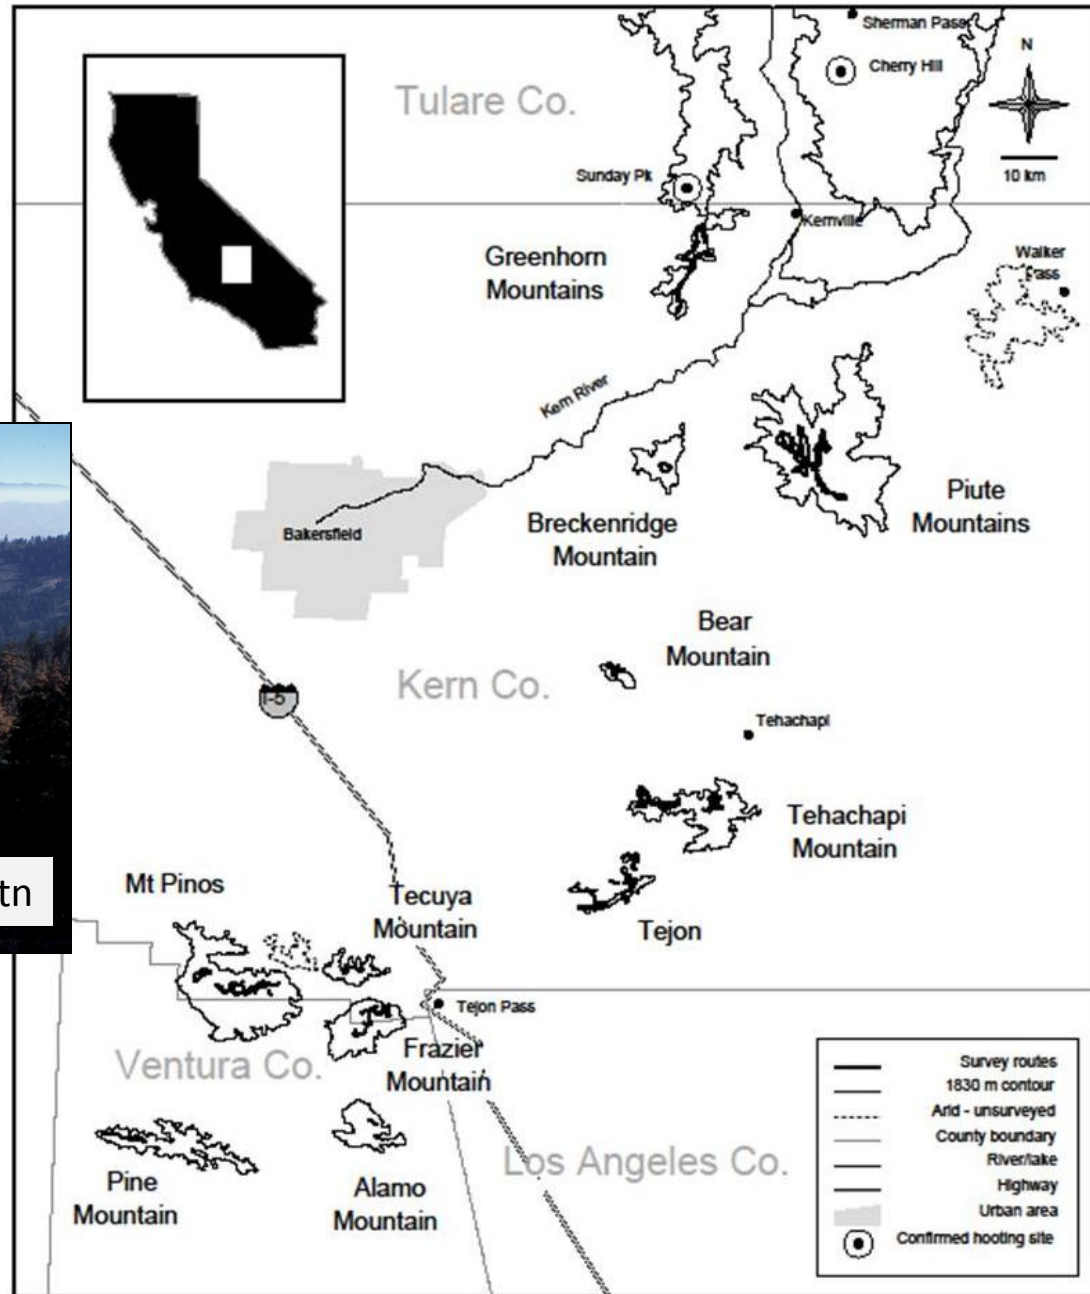 Sherman Pass
Cherry Hill
N
10 km
Tulare Co.
Sunday Pk
Kernville
Greenhorn
Mountains
Walker
Pass
Kern River
Bakersfield
Breckenridge
Mountain
Piute
Mountains
Bear
Mountain
Kern Co.
I-5
Tehachapi
Tehachapi
Mountain
Mt Pinos
Tecuya
Mountain
Tejon
tn
Tejon Pass
Frazier
Mountain
Ventura Co.
Los Angeles Co.
Pine
Mountain
Alamo
Mountain
Survey routes
1830 m contour
Arid - unsurveyed
County boundary
River/lake
Highway
Urban area
Confirmed hooting site